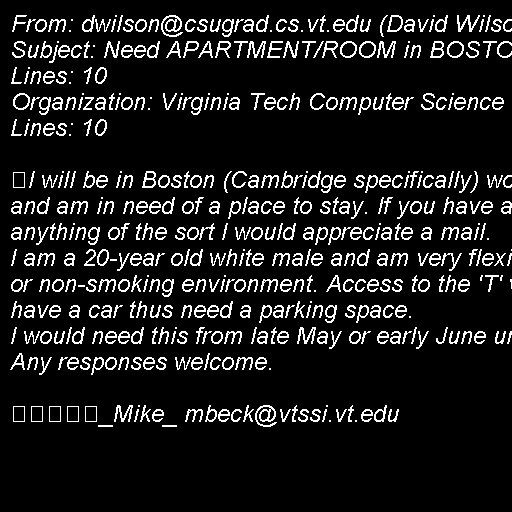 From: dwilson@csugrad.cs.vt.edu (David Wilso
Subject: Need APARTMENT/ROOM in BOSTO
Lines: 10
Organization: Virginia Tech Computer Science
Lines: 10

I will be in Boston (Cambridge specifically) wo
and am in need of a place to stay. If you have a
anything of the sort I would appreciate a mail.
I am a 20-year old white male and am very flexi
or non-smoking environment. Access to the 'T'
have a car thus need a parking space.
I would need this from late May or early June un
Any responses welcome.

_Mike_ mbeck@vtssi.vt.edu